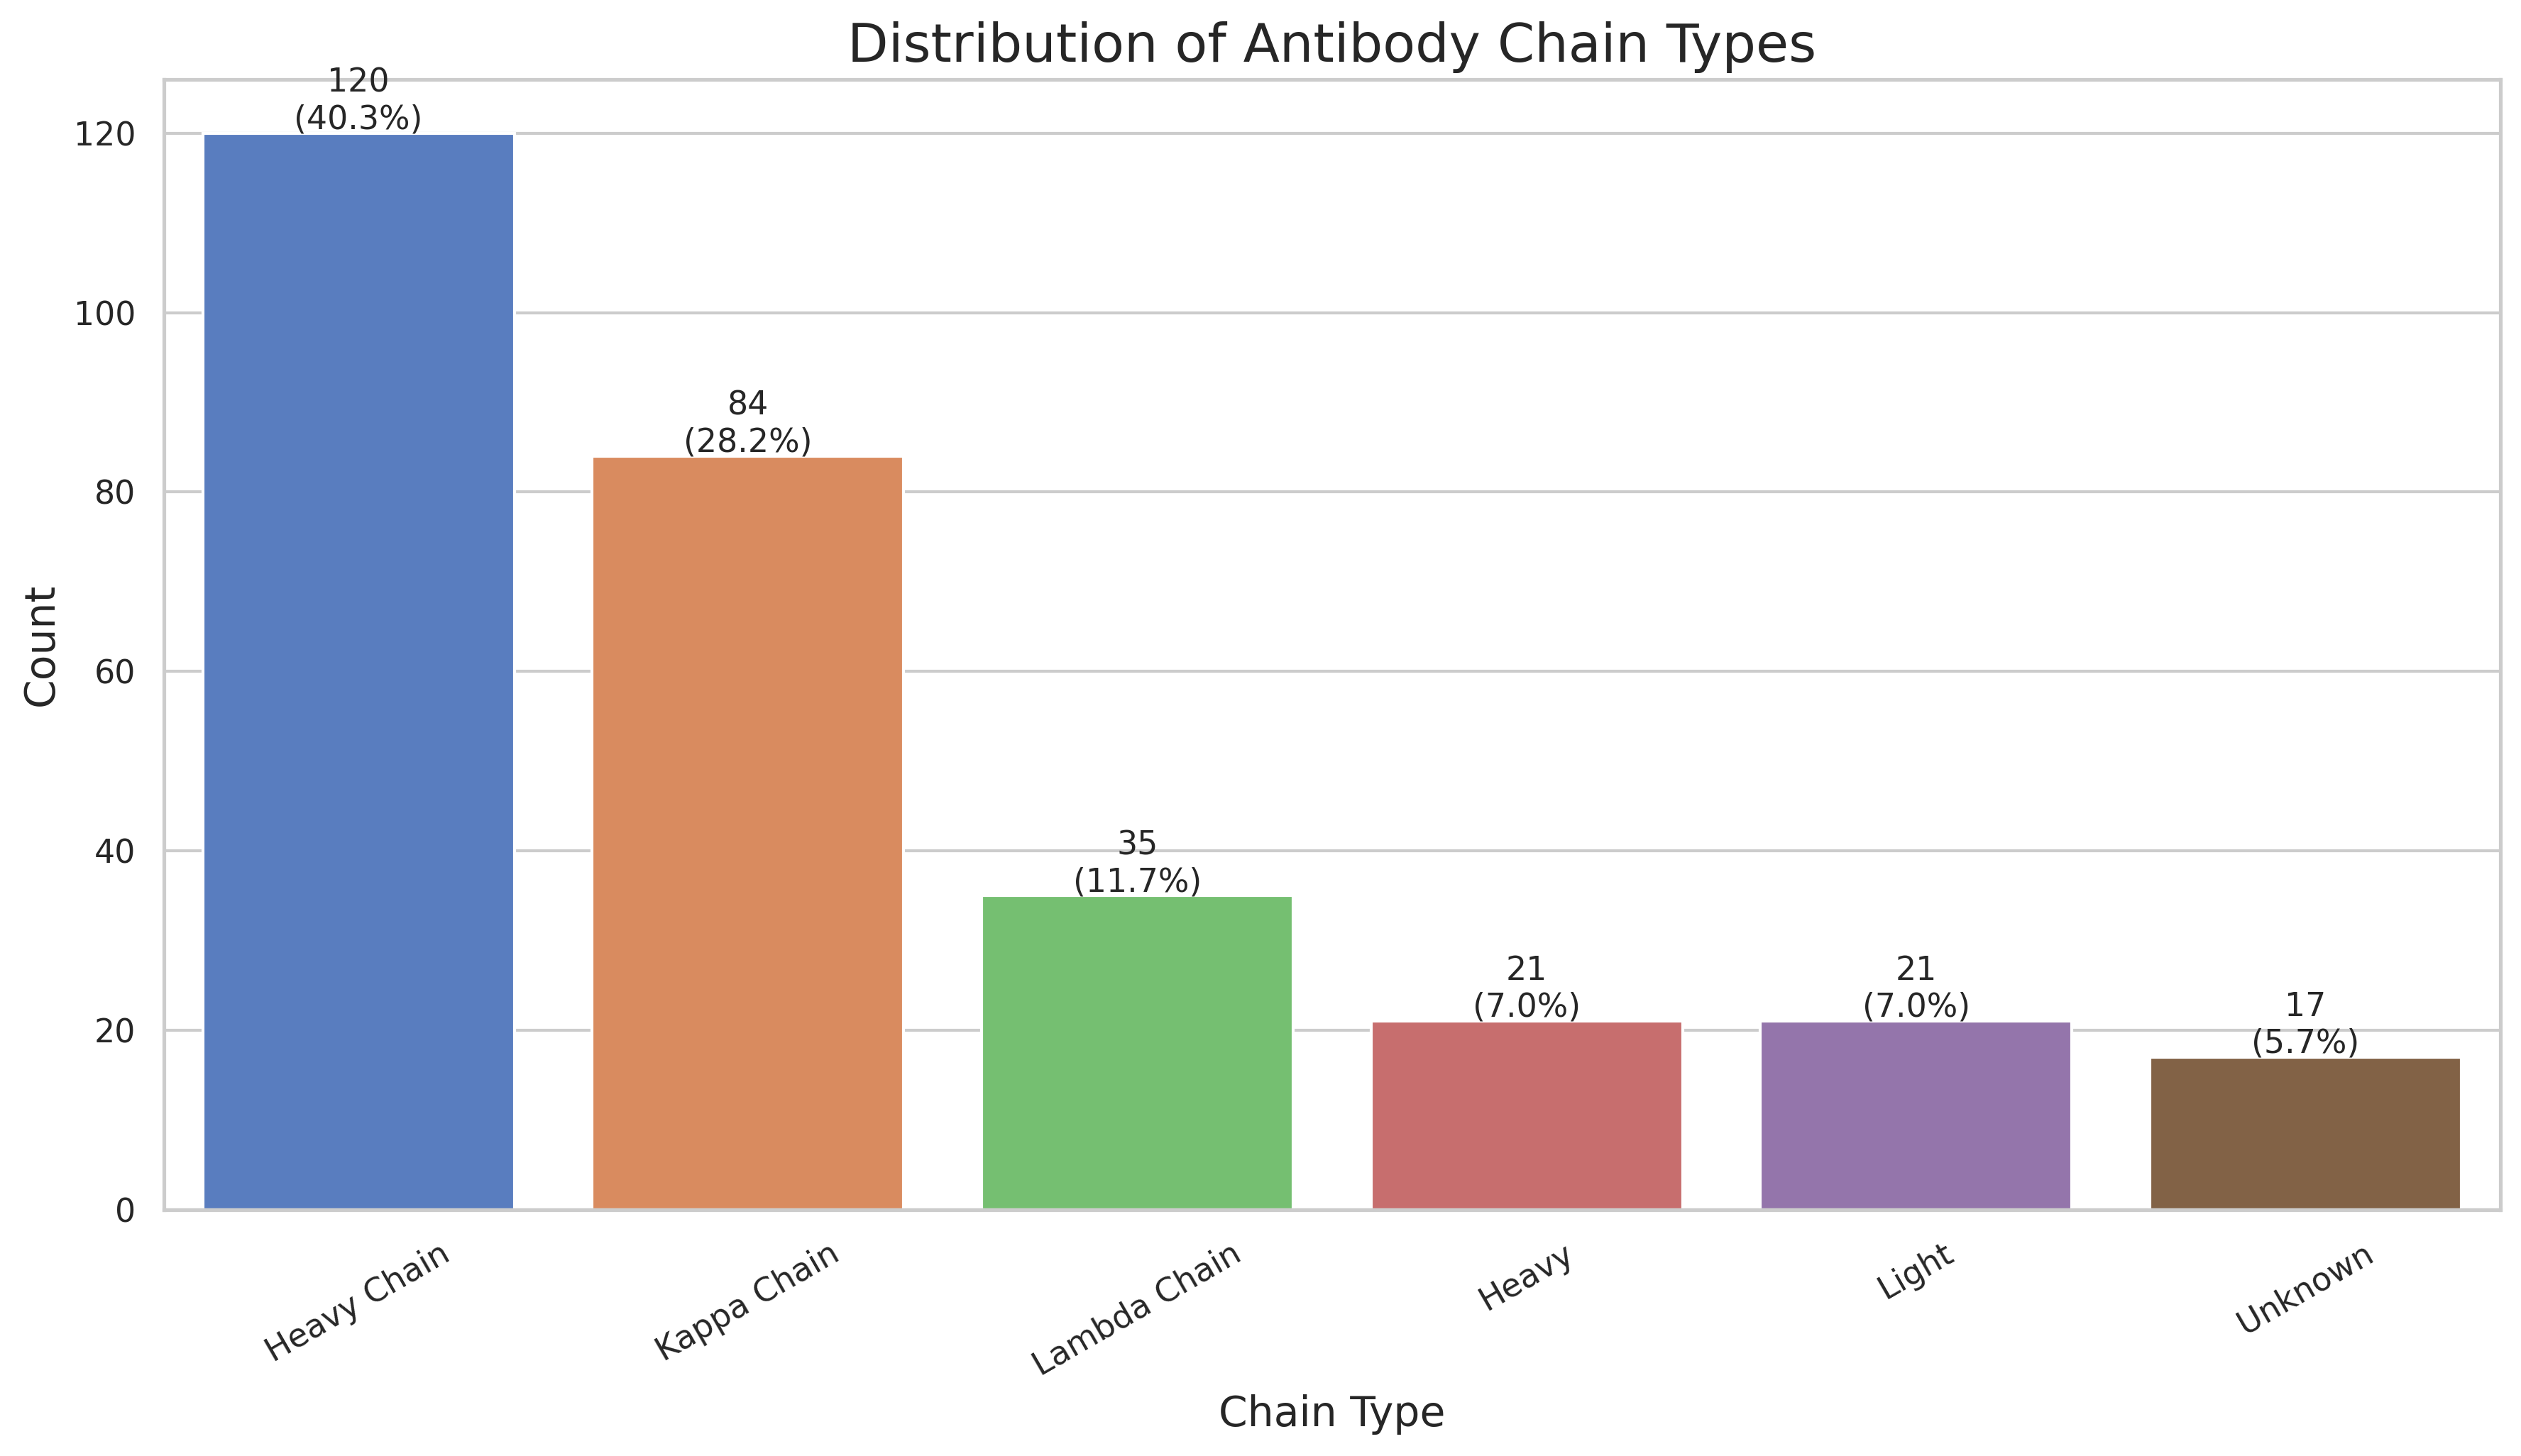 Distribution of Antibody Chain Types
Count
120
100
80
60
40
20
0
120
(40.3%)
84
(28.2%)
35
(11.7%)
21
(7.0%)
21
(7.0%)
17
(5.7%)
Heavy Chain
Kappa Chain
Lambda Chain
Heavy
Light
Unknown
Chain Type